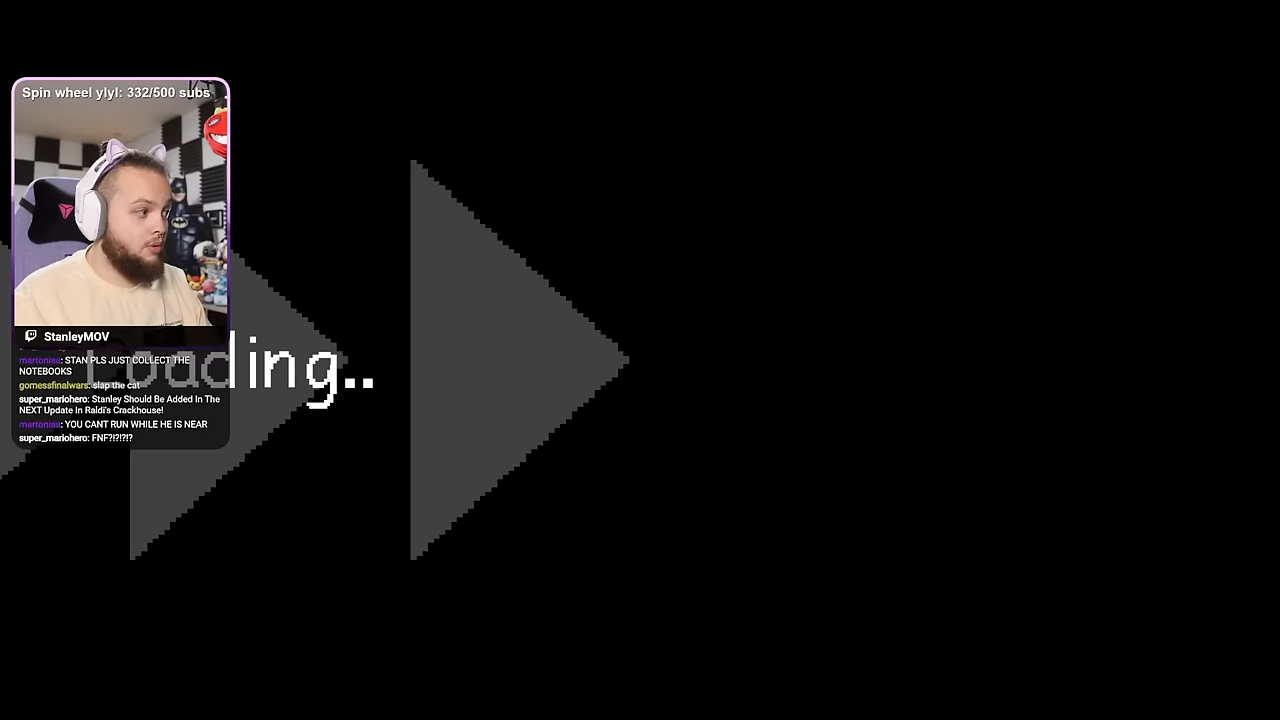 Spin wheel ylyl: 332/500 subs
StanleyMOV
Loading..
martoniaa: STAN PLS JUST COLLECT THE
NOTEBOOKS
gomessfinalwars: slap the cat
super_mariohero: Stanley Should Be Added In The
NEXT Update In Raldi's Crackhouse!
martoniaa: YOU CANT RUN WHILE HE IS NEAR
super_mariohero: FNF?!?!?!?